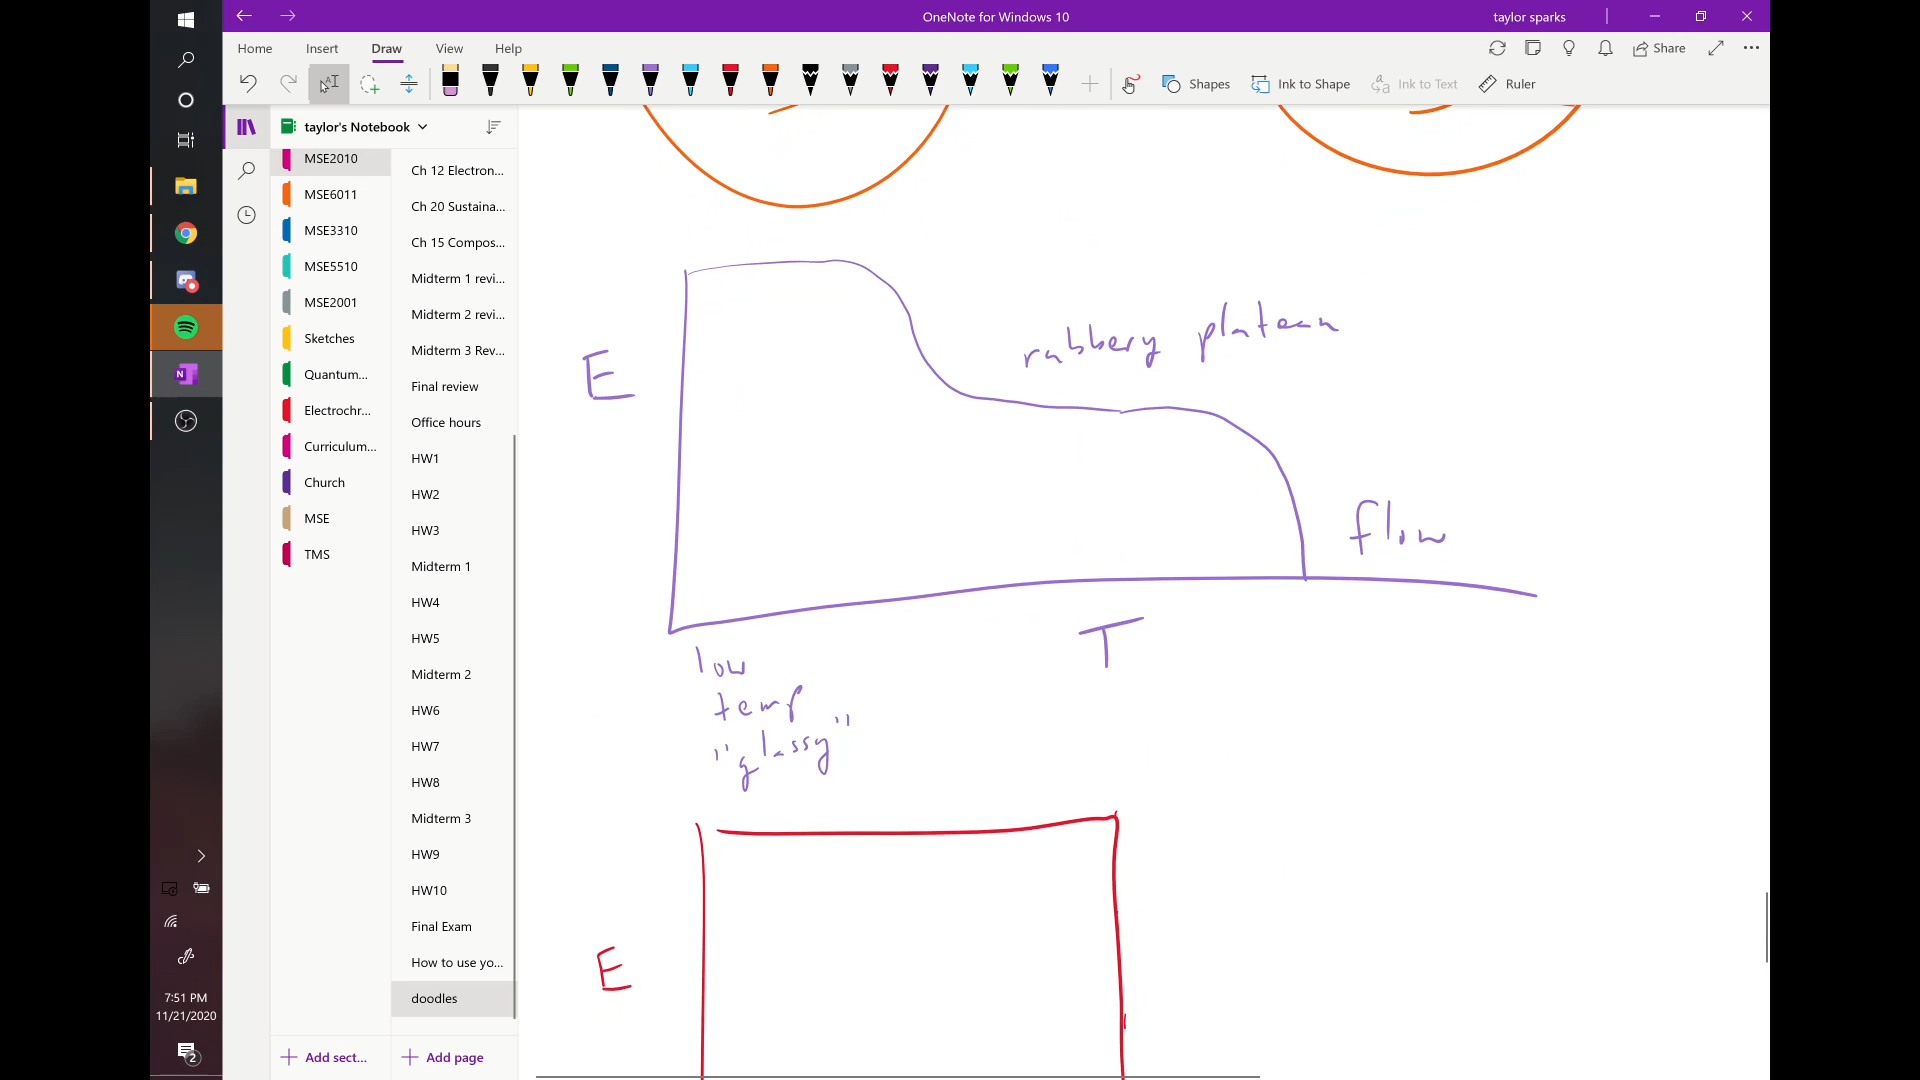 OneNote for Windows 10
taylor sparks
Home
Insert
Draw
View
Help
Share
Shapes
Ink to Shape
Ink to Text
Ruler
taylor's Notebook
MSE2010
MSE6011
MSE3310
MSE5510
MSE2001
Sketches
Quantum...
Electrochr...
Curriculum...
Church
MSE
TMS
Add sect...
Ch 12 Electron...
Ch 20 Sustaina...
Ch 15 Compos...
Midterm 1 revi...
Midterm 2 revi...
Midterm 3 Rev...
Final review
Office hours
HW1
HW2
HW3
Midterm 1
HW4
HW5
Midterm 2
HW6
HW7
HW8
Midterm 3
HW9
HW10
Final Exam
How to use yo...
doodles
Add page
E
rubbery plateau
flow
T
low
temp
"glassy"
E
7:51 PM
11/21/2020
2